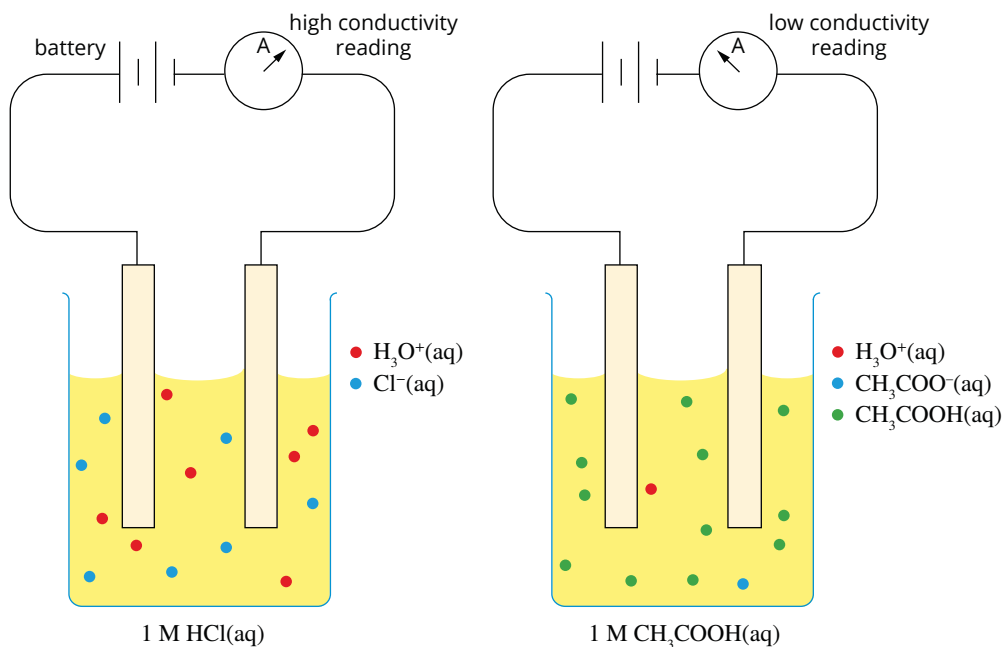 battery
high conductivity
reading
A
H₃O⁺(aq)
Cl⁻(aq)
1 M HCl(aq)
low conductivity
reading
A
H₃O⁺(aq)
CH₃COO⁻(aq)
CH₃COOH(aq)
1 M CH₃COOH(aq)